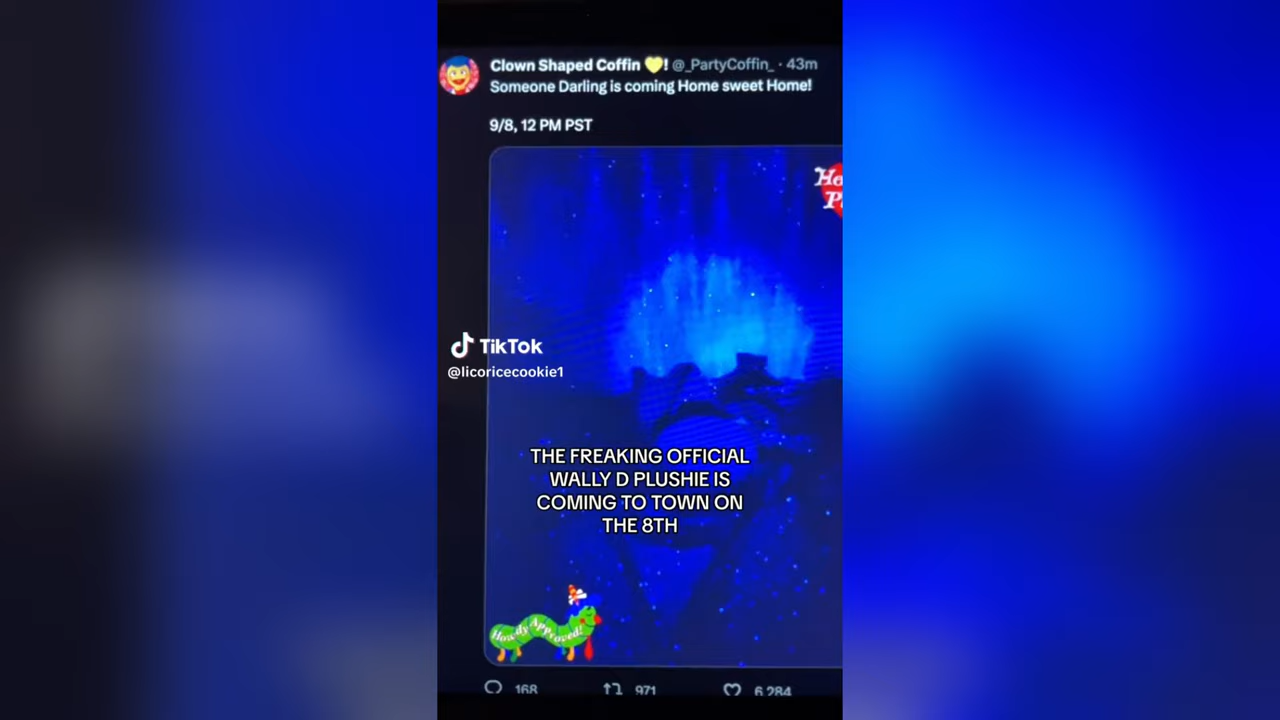 Clown Shaped Coffin 💛! @_PartyCoffin_ · 43m
Someone Darling is coming Home sweet Home!
9/8, 12 PM PST
TikTok
@licoricecookie1
THE FREAKING OFFICIAL
WALLY D PLUSHIE IS
COMING TO TOWN ON
THE 8TH
Howdy Approved!
168 971 6,284